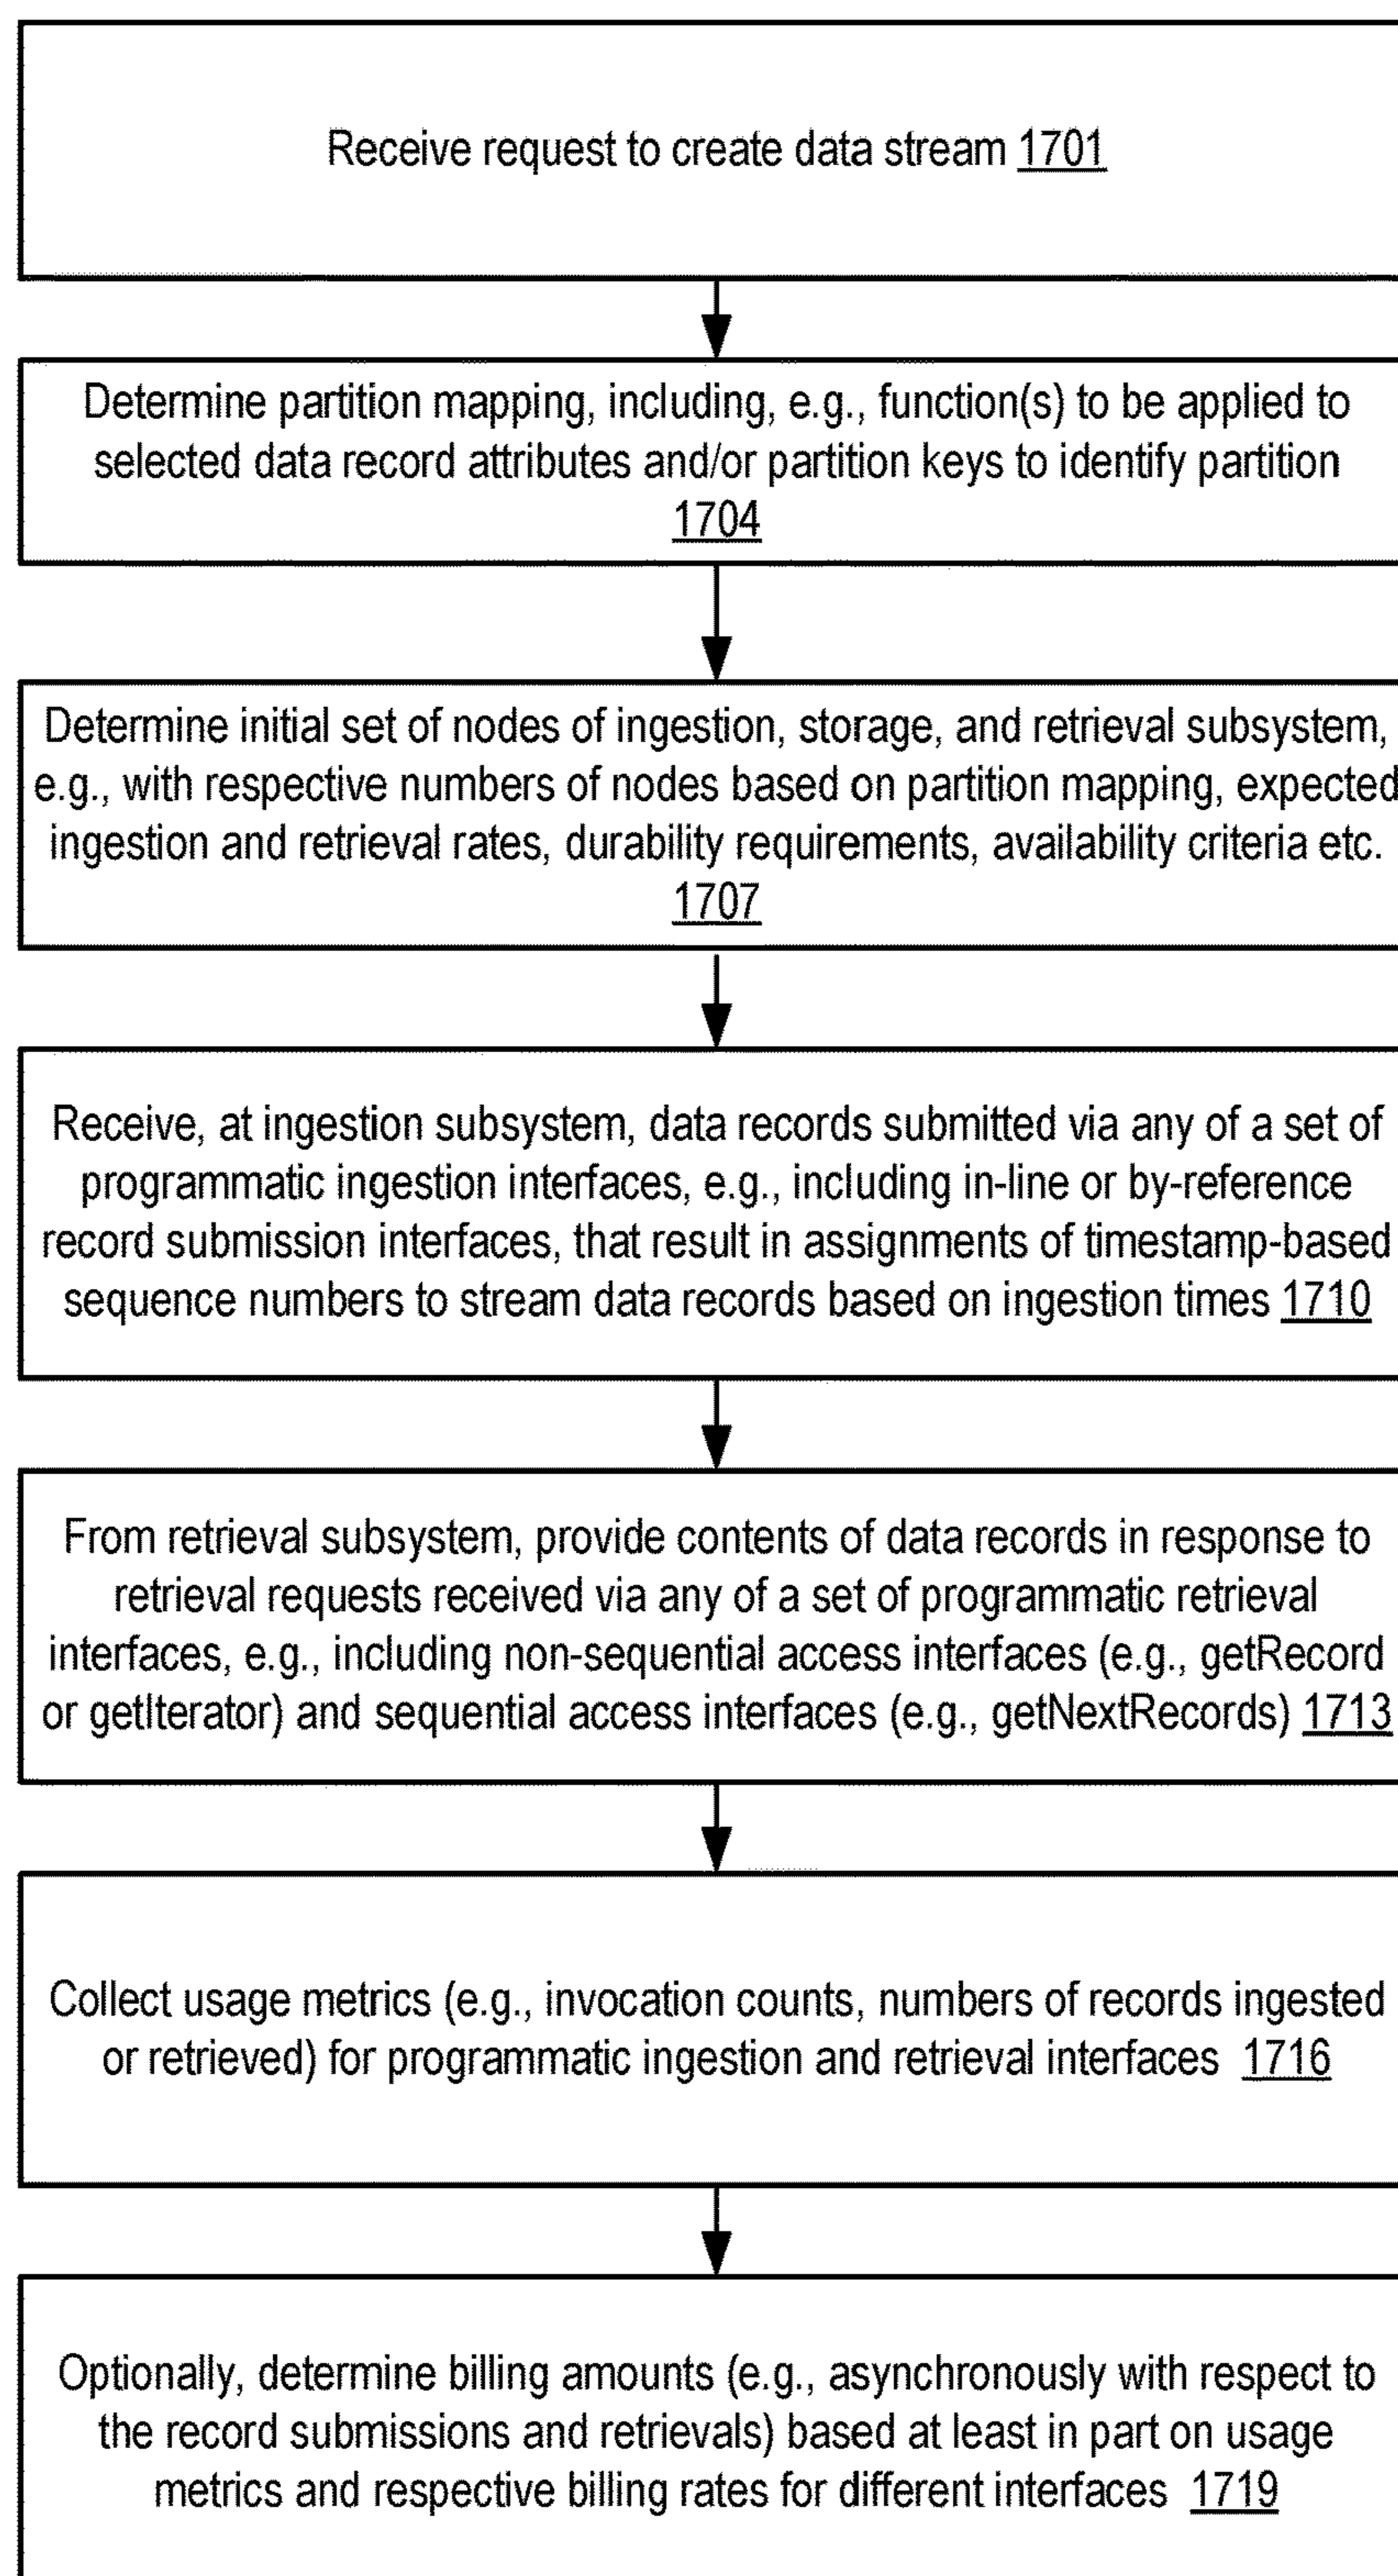 Receive request to create data stream 1701
Determine partition mapping, including, e.g., function(s) to be applied to
selected data record attributes and/or partition keys to identify partition
1704
Determine initial set of nodes of ingestion, storage, and retrieval subsystem,
e.g., with respective numbers of nodes based on partition mapping, expected
ingestion and retrieval rates, durability requirements, availability criteria etc.
1707
Receive, at ingestion subsystem, data records submitted via any of a set of
programmatic ingestion interfaces, e.g., including in-line or by-reference
record submission interfaces, that result in assignments of timestamp-based
sequence numbers to stream data records based on ingestion times 1710
From retrieval subsystem, provide contents of data records in response to
retrieval requests received via any of a set of programmatic retrieval
interfaces, e.g., including non-sequential access interfaces (e.g., getRecord
or getIterator) and sequential access interfaces (e.g., getNextRecords) 1713
Collect usage metrics (e.g., invocation counts, numbers of records ingested
or retrieved) for programmatic ingestion and retrieval interfaces 1716
Optionally, determine billing amounts (e.g., asynchronously with respect to
the record submissions and retrievals) based at least in part on usage
metrics and respective billing rates for different interfaces 1719